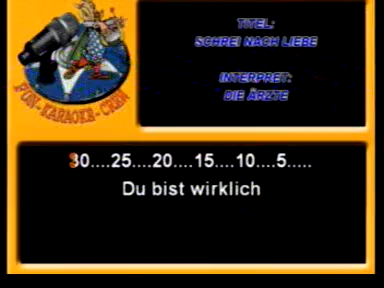 FUN-KARAOKE-CREW
TITEL:
SCHREI NACH LIEBE
INTERPRET:
DIE ÄRZTE
30....25....20....15....10....5.....
Du bist wirklich